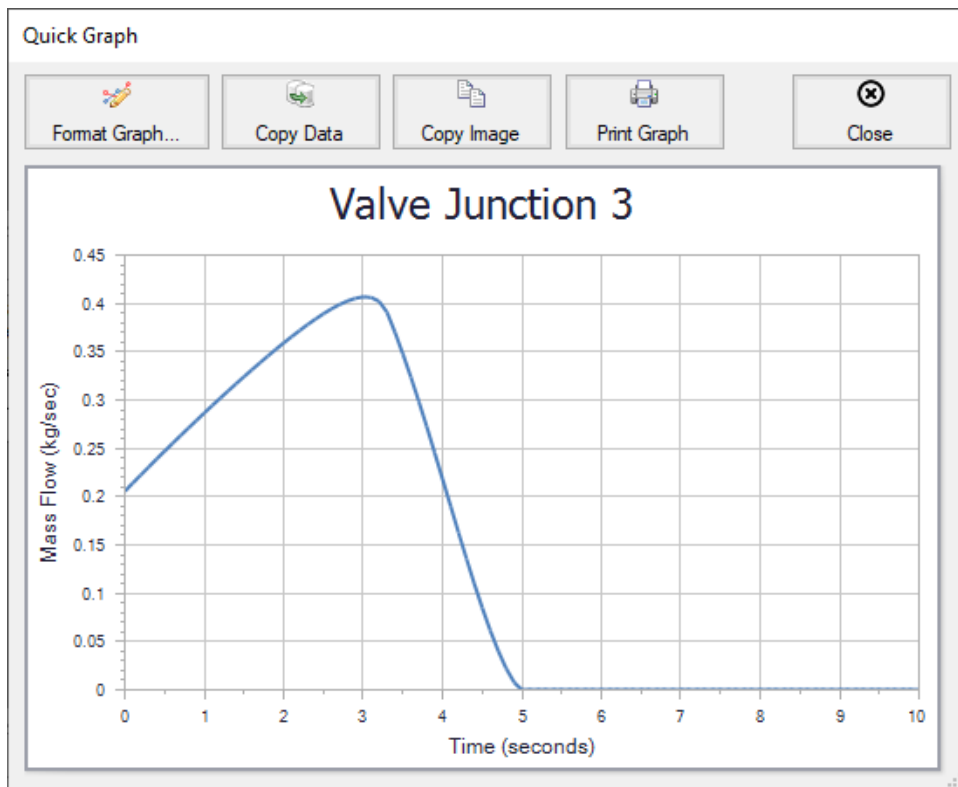 Quick Graph
Format Graph... Copy Data Copy Image Print Graph Close
Valve Junction 3
Mass Flow (kg/sec)
0.45
0.4
0.35
0.3
0.25
0.2
0.15
0.1
0.05
0
0 1 2 3 4 5 6 7 8 9 10
Time (seconds)